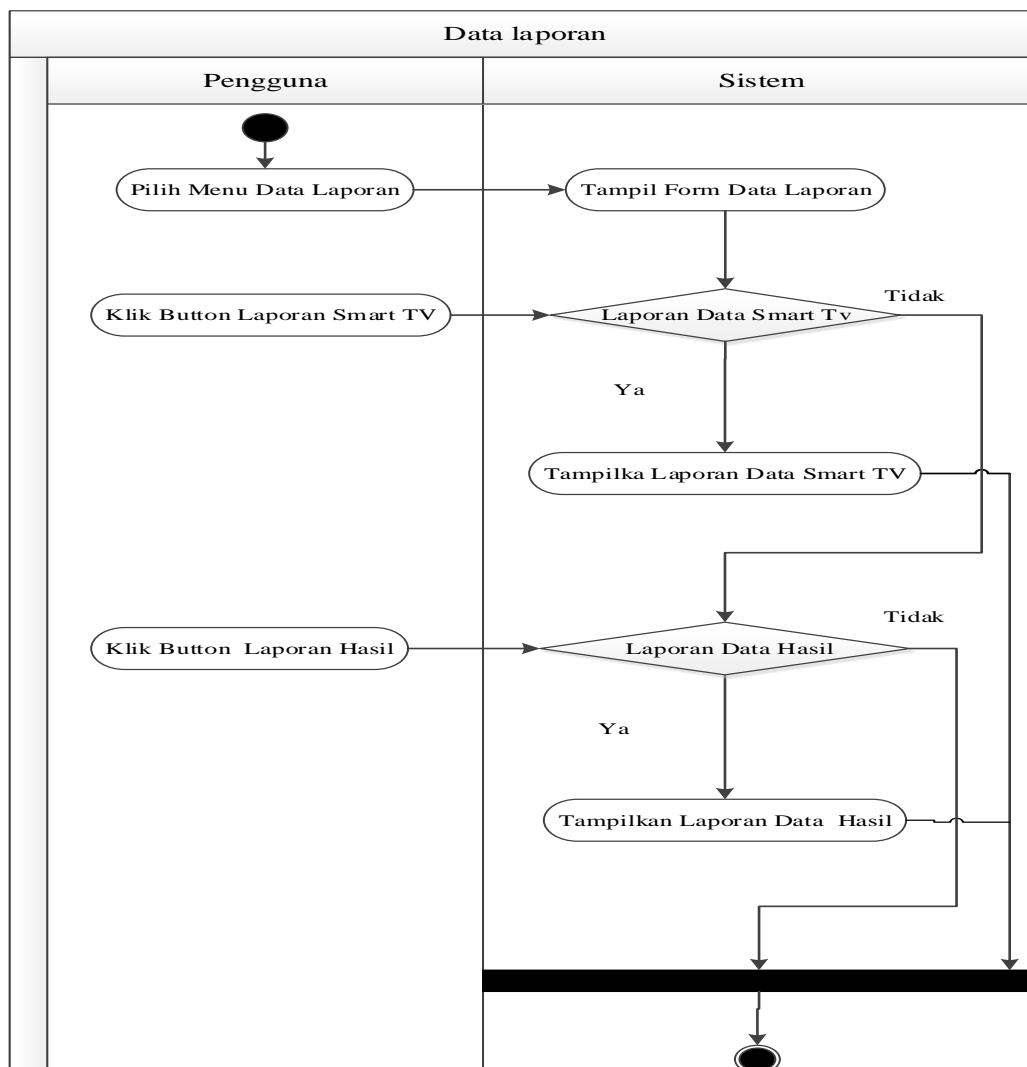 Data laporan
Pengguna
Sistem
Pilih Menu Data Laporan
Tampil Form Data Laporan
Klik Button Laporan Smart TV
Laporan Data Smart Tv
Tidak
Ya
Tampilka Laporan Data Smart TV
Klik Button Laporan Hasil
Laporan Data Hasil
Tidak
Ya
Tampilkan Laporan Data Hasil